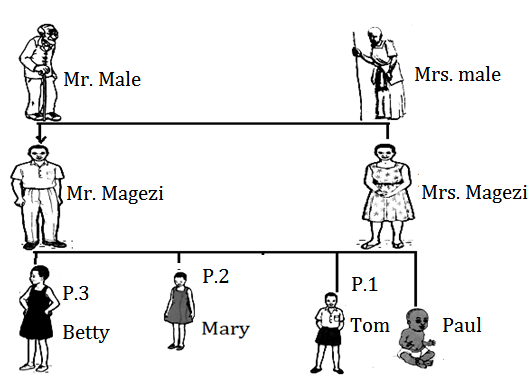 Mr. Male
Mrs. male
Mr. Magezi
Mrs. Magezi
P.3
Betty
P.2
Mary
P.1
Tom
Paul